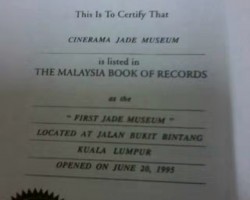 This Is To Certify That
CINERAMA JADE MUSEUM
is listed in
THE MALAYSIA BOOK OF RECORDS
as the
" FIRST JADE MUSEUM "
LOCATED AT JALAN BUKIT BINTANG
KUALA LUMPUR
OPENED ON JUNE 20, 1995